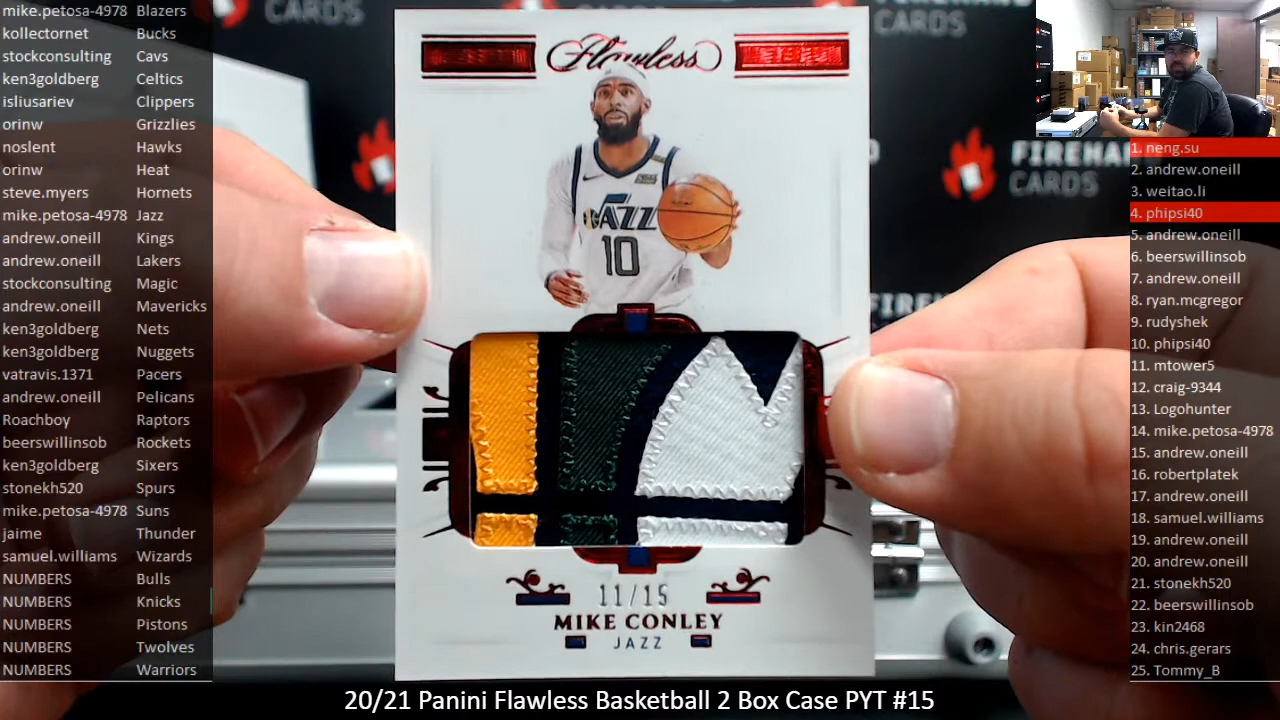 mike.petosa-4978 Blazers
kollectornet Bucks
stockconsulting Cavs
ken3goldberg Celtics
isliusariev Clippers
orinw Grizzlies
noslent Hawks
orinw Heat
steve.myers Hornets
mike.petosa-4978 Jazz
andrew.oneill Kings
andrew.oneill Lakers
stockconsulting Magic
andrew.oneill Mavericks
ken3goldberg Nets
ken3goldberg Nuggets
vatravis.1371 Pacers
andrew.oneill Pelicans
Roachboy Raptors
beerswillinsob Rockets
ken3goldberg Sixers
stonekh520 Spurs
mike.petosa-4978 Suns
jaime Thunder
samuel.williams Wizards
NUMBERS Bulls
NUMBERS Knicks
NUMBERS Pistons
NUMBERS Twolves
NUMBERS Warriors
CARDS
CARDS
FIREHA
CARDS
FIREHAN
Flawless
JAZZ
10
11/15
MIKE CONLEY
JAZZ
1. neng.su
2. andrew.oneill
3. weitao.li
4. phipsi40
5. andrew.oneill
6. beerswillinsob
7. andrew.oneill
8. ryan.mcgregor
9. rudyshek
10. phipsi40
11. mtower5
12. craig-9344
13. Logohunter
14. mike.petosa-4978
15. andrew.oneill
16. robertplatek
17. andrew.oneill
18. samuel.williams
19. andrew.oneill
20. andrew.oneill
21. stonekh520
22. beerswillinsob
23. kin2468
24. chris.gerars
25. Tommy_B
20/21 Panini Flawless Basketball 2 Box Case PYT #15